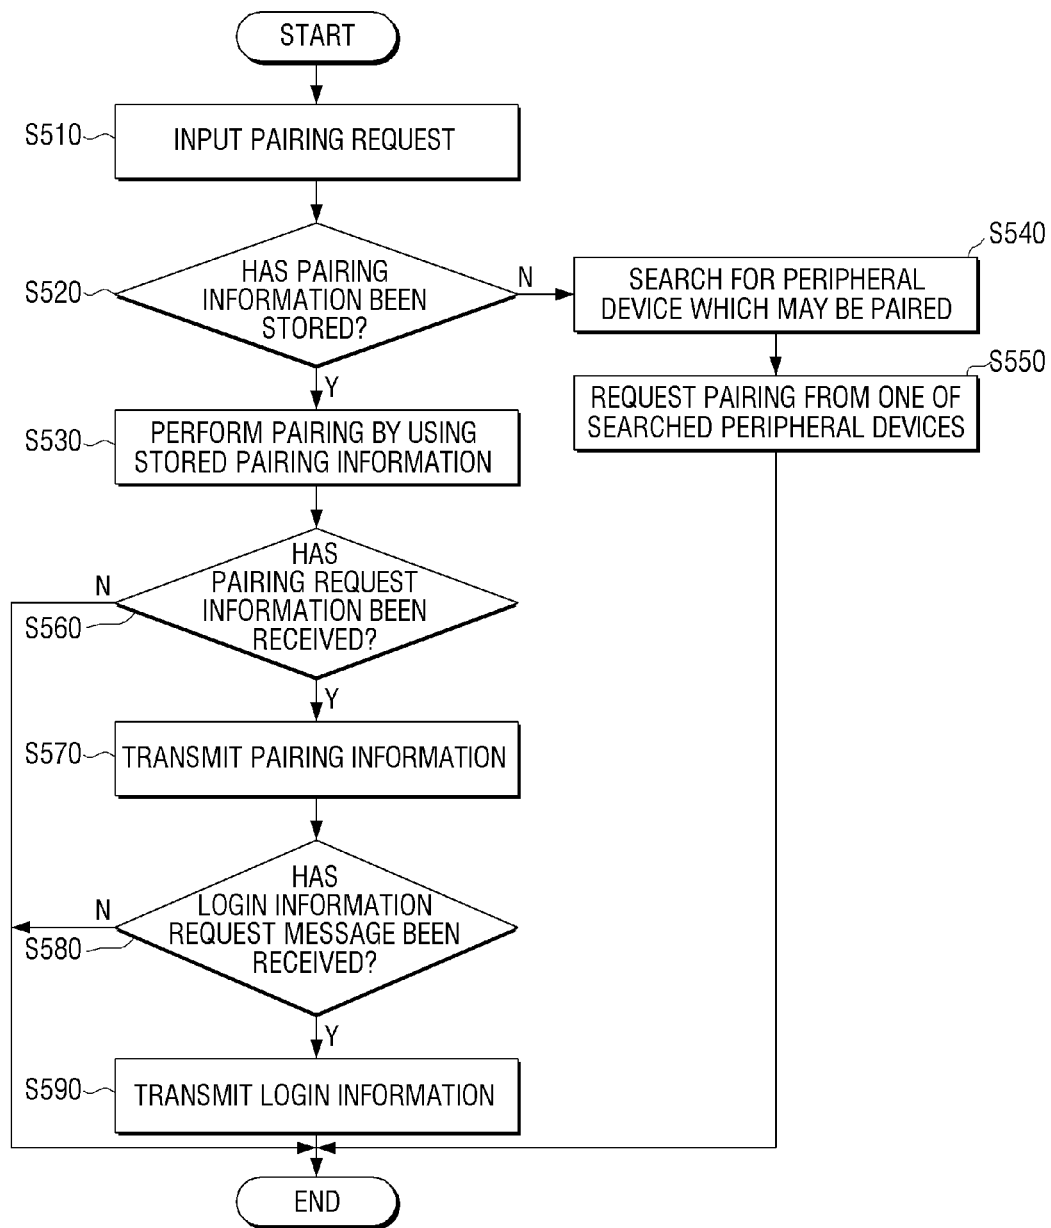 START
S510
INPUT PAIRING REQUEST
S520
HAS PAIRING
INFORMATION BEEN
STORED?
N
Y
S540
SEARCH FOR PERIPHERAL
DEVICE WHICH MAY BE PAIRED
S550
REQUEST PAIRING FROM ONE OF
SEARCHED PERIPHERAL DEVICES
S530
PERFORM PAIRING BY USING
STORED PAIRING INFORMATION
HAS
PAIRING REQUEST
INFORMATION BEEN
RECEIVED?
N
S560
Y
S570
TRANSMIT PAIRING INFORMATION
HAS
LOGIN INFORMATION
REQUEST MESSAGE BEEN
RECEIVED?
N
S580
Y
S590
TRANSMIT LOGIN INFORMATION
END